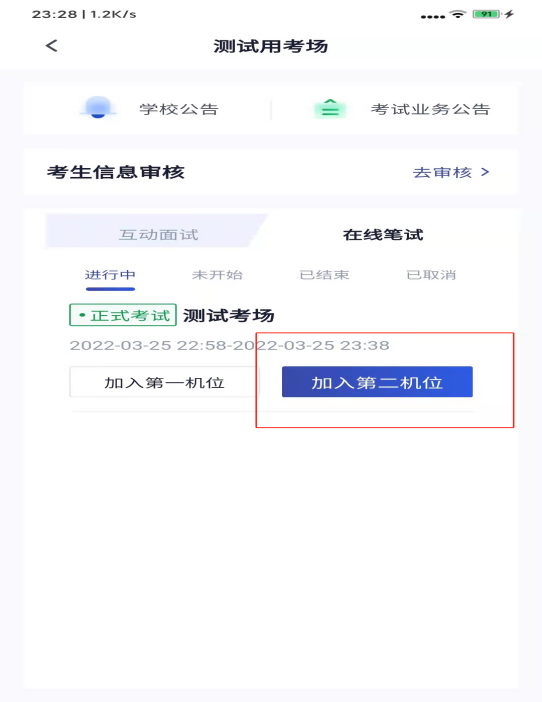 23:28 | 1.2K/s 91
测试用考场
学校公告 考试业务公告
考生信息审核 去审核 >
互动面试 在线笔试
进行中 未开始 已结束 已取消
•正式考试 测试考场
2022-03-25 22:58-2022-03-25 23:38
加入第一机位 加入第二机位